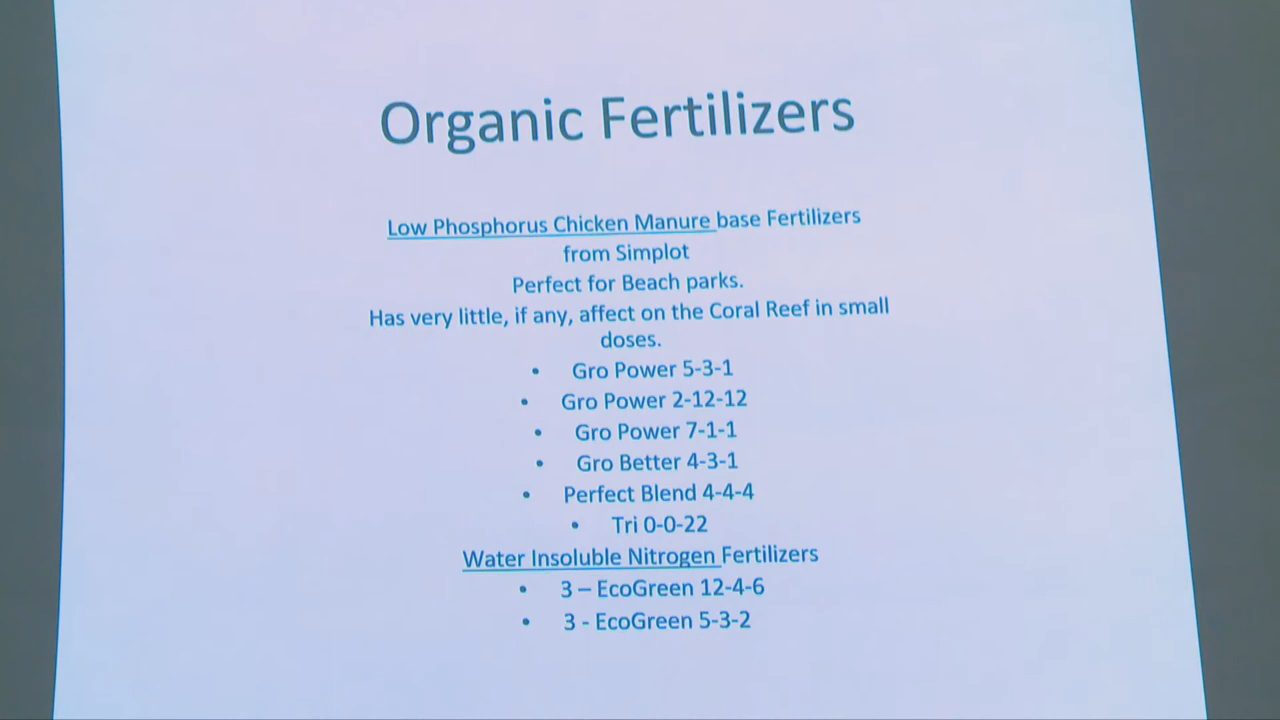 Organic Fertilizers
Low Phosphorus Chicken Manure base Fertilizers
from Simplot
Perfect for Beach parks.
Has very little, if any, affect on the Coral Reef in small
doses.
• Gro Power 5-3-1
• Gro Power 2-12-12
• Gro Power 7-1-1
• Gro Better 4-3-1
• Perfect Blend 4-4-4
• Tri 0-0-22
Water Insoluble Nitrogen Fertilizers
• 3 – EcoGreen 12-4-6
• 3 - EcoGreen 5-3-2